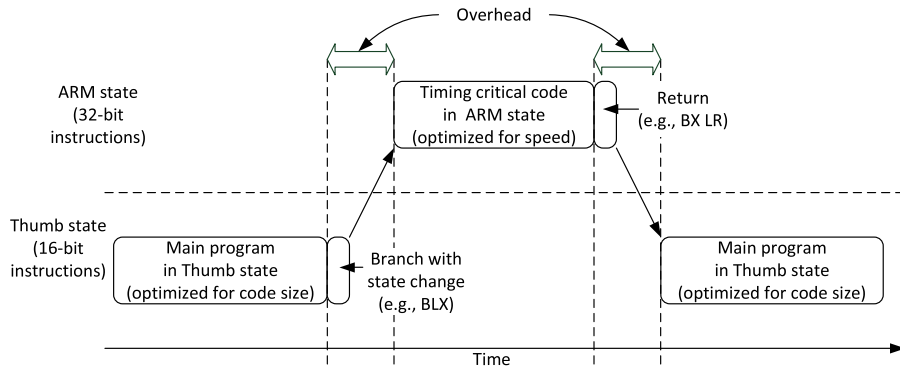 Overhead
ARM state
(32-bit
instructions)
Timing critical code
in ARM state
(optimized for speed)
Return
(e.g., BX LR)
Thumb state
(16-bit
instructions)
Main program
in Thumb state
(optimized for code size)
Branch with
state change
(e.g., BLX)
Main program
in Thumb state
(optimized for code size)
Time